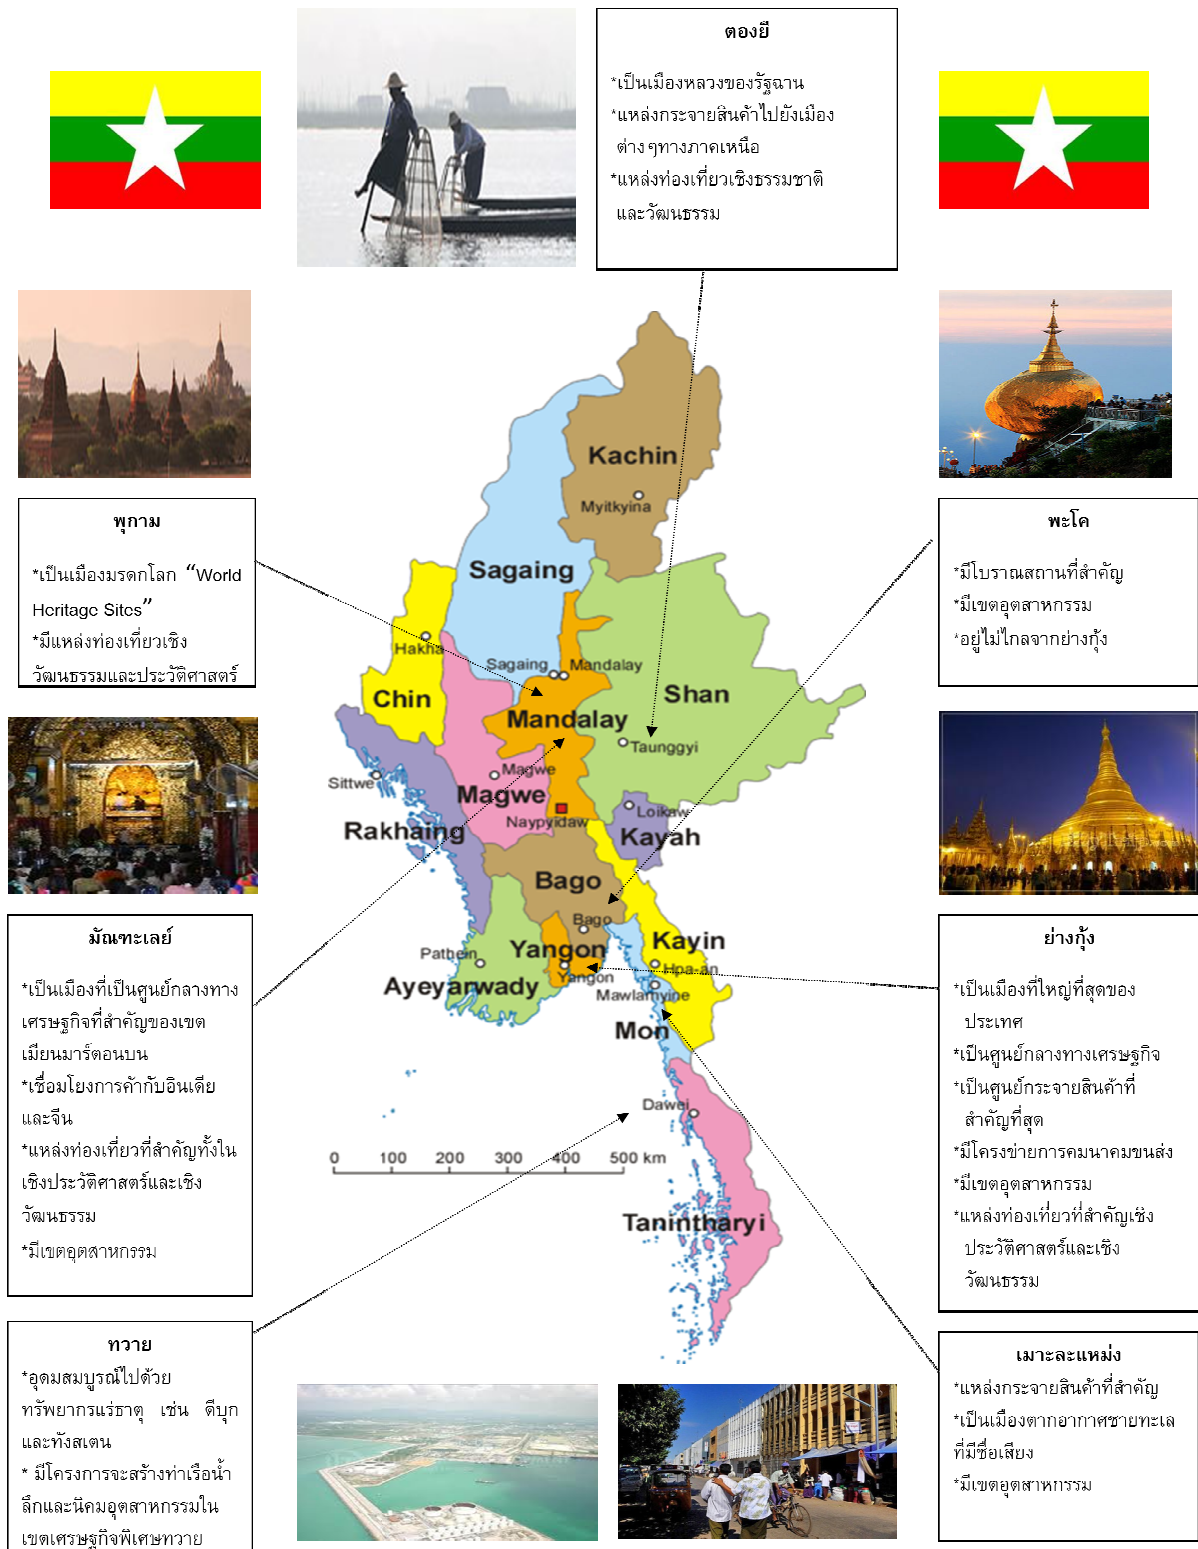 ตองยี
*เป็นเมืองหลวงของรัฐฉาน
*แหล่งกระจายสินค้าไปยังเมือง
ต่าง ๆทางภาคเหนือ
*แหล่งท่องเที่ยวเชิงธรรมชาติ
และวัฒนธรรม
พุกาม
*เป็นเมืองมรดกโลก “World
Heritage Sites”
*มีแหล่งท่องเที่ยวเชิง
วัฒนธรรมและประวัติศาสตร์
พะโค
*มีโบราณสถานที่สำคัญ
*มีเขตอุตสาหกรรม
*อยู่ไม่ไกลจากย่างกุ้ง
Kachin
Myitkyina
Sagaing
Hakha
Sagaing
Mandalay
Chin
Shan
Mandalay
Taunggyi
Magwe
Sittwe
Magwe
Naypyidaw
Loikaw
Rakhaing
Kayah
Bago
Bago
Kayin
Yangon
Pathein
Hpa-an
Yangon
Ayeyarwady
Mawlamyine
Mon
Dawei
0 100 200 300 400 500 km
Tanintharyi
มัณฑะเลย์
*เป็นเมืองที่เป็นศูนย์กลางทาง
เศรษฐกิจที่สำคัญของเขต
เมียนมาร์ตอนบน
*เชื่อมโยงการค้ากับอินเดีย
และจีน
*แหล่งท่องเที่ยวที่สำคัญทั้งใน
เชิงประวัติศาสตร์และเชิง
วัฒนธรรม
*มีเขตอุตสาหกรรม
ย่างกุ้ง
*เป็นเมืองที่ใหญ่ที่สุดของ
ประเทศ
*เป็นศูนย์กลางทางเศรษฐกิจ
*เป็นศูนย์กระจายสินค้าที่
สำคัญที่สุด
*มีโครงข่ายการคมนาคมขนส่ง
*มีเขตอุตสาหกรรม
*แหล่งท่องเที่ยวที่สำคัญเชิง
ประวัติศาสตร์และเชิง
วัฒนธรรม
ทวาย
*อุดมสมบูรณ์ไปด้วย
ทรัพยากรแร่ธาตุ เช่น ดีบุก
และทังสเตน
* มีโครงการจะสร้างท่าเรือน้ำ
ลึกและนิคมอุตสาหกรรมใน
เขตเศรษฐกิจพิเศษทวาย
เมาะละแหม่ง
*แหล่งกระจายสินค้าที่สำคัญ
*เป็นเมืองตากอากาศชายทะเล
ที่มีชื่อเสียง
*มีเขตอุตสาหกรรม